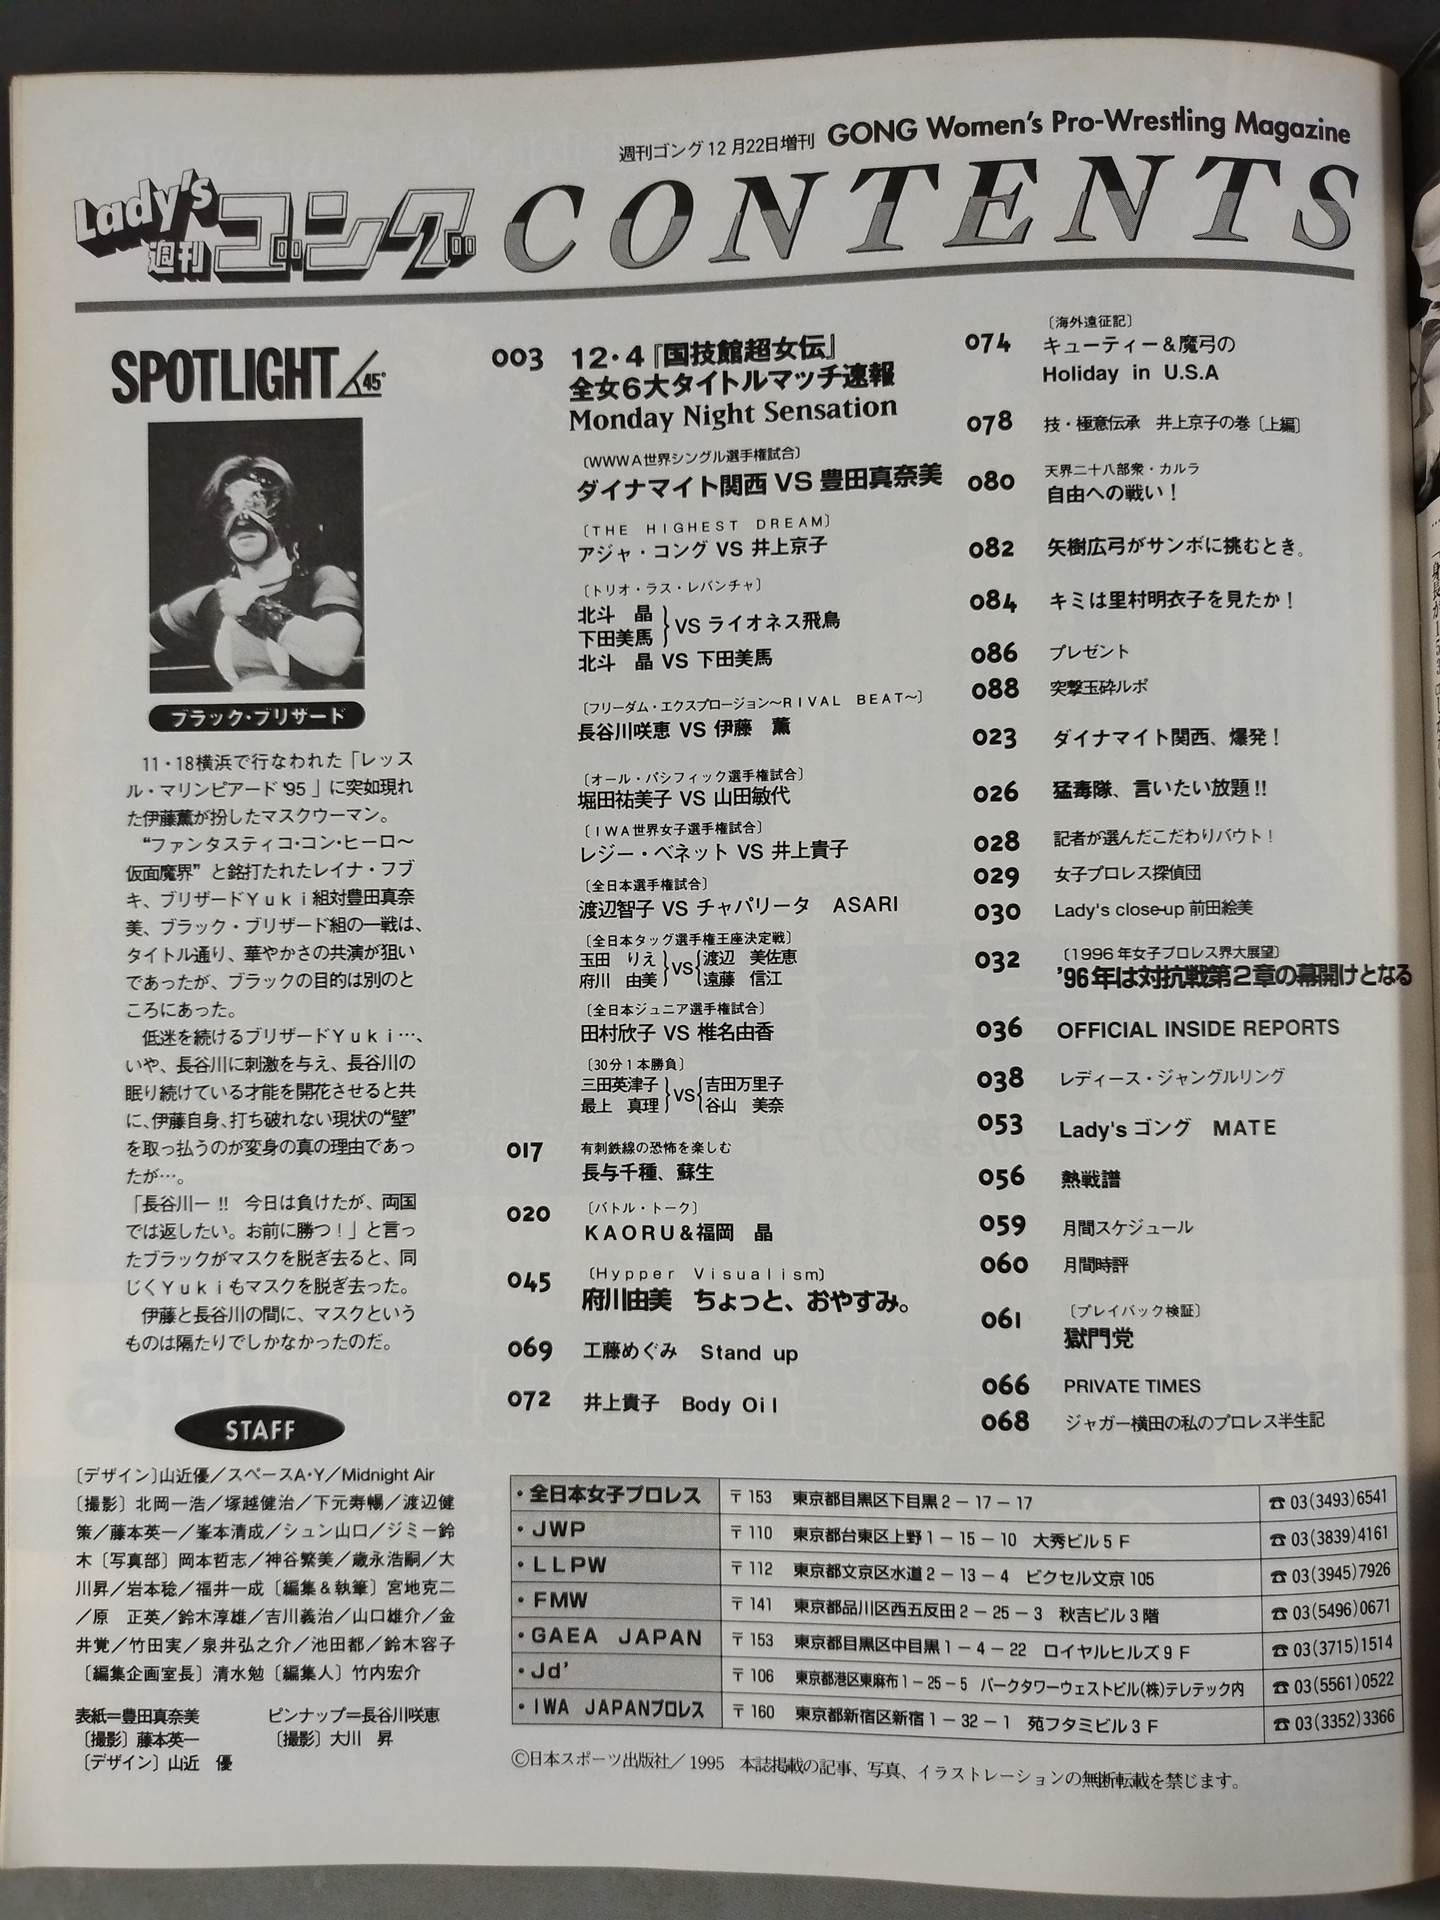 週刊ゴング12月22日増刊 GONG Women's Pro-Wrestling Magazine
Lady's 週刊 ゴング CONTENTS
SPOTLIGHT 45°
ブラック・ブリザード
11・18横浜で行なわれた「レッス
ル・マリンピアード'95」に突如現れ
た伊藤薫が扮したマスクウーマン。
“ファンタスティコ・コン・ヒーロ〜
仮面魔界”と銘打たれたレイナ・フブ
キ、ブリザードYuki組対豊田真奈
美、ブラック・ブリザード組の一戦は、
タイトル通り、華やかさの共演が狙い
であったが、ブラックの目的は別のと
ころにあった。
低迷を続けるブリザードYuki…、
いや、長谷川に刺激を与え、長谷川の
眠り続けている才能を開花させると共
に、伊藤自身、打ち破れない現状の“壁”
を取っ払うのが変身の真の理由であっ
たが…。
「長谷川ー!! 今日は負けたが、両国
では返したい。お前に勝つ！」と言っ
たブラックがマスクを脱ぎ去ると、同
じくYukiもマスクを脱ぎ去った。
伊藤と長谷川の間に、マスクという
ものは隔たりでしかなかったのだ。
STAFF
〔デザイン〕山近優／スペースA・Y／Midnight Air
〔撮影〕北岡一浩／塚越健治／下元寿暢／渡辺健
策／藤本英一／峯本清成／シュン山口／ジミー鈴
木〔写真部〕岡本哲志／神谷繁美／歳永浩嗣／大
川昇／岩本稔／福井一成〔編集＆執筆〕宮地克二
／原 正英／鈴木淳雄／吉川義治／山口雄介／金
井覚／竹田実／泉井弘之介／池田都／鈴木容子
〔編集企画室長〕清水勉〔編集人〕竹内宏介
表紙＝豊田真奈美
〔撮影〕藤本英一
〔デザイン〕山近 優
ピンナップ＝長谷川咲恵
〔撮影〕大川 昇
003 12・4『国技館超女伝』
全女6大タイトルマッチ速報
Monday Night Sensation
〔WWWA世界シングル選手権試合〕
ダイナマイト関西 VS 豊田真奈美
〔THE HIGHEST DREAM〕
アジャ・コング VS 井上京子
〔トリオ・ラス・レバンチャ〕
北斗 晶
下田美馬 VS ライオネス飛鳥
北斗 晶 VS 下田美馬
〔フリーダム・エクスプロージョン〜RIVAL BEAT〜〕
長谷川咲恵 VS 伊藤 薫
〔オール・パシフィック選手権試合〕
堀田祐美子 VS 山田敏代
〔IWA世界女子選手権試合〕
レジー・ベネット VS 井上貴子
〔全日本選手権試合〕
渡辺智子 VS チャパリータ ASARI
〔全日本タッグ選手権王座決定戦〕
玉田 りえ VS 渡辺 美佐恵
府川 由美 遠藤 信江
〔全日本ジュニア選手権試合〕
田村欣子 VS 椎名由香
〔30分1本勝負〕
三田英津子 VS 吉田万里子
最上 真理 谷山 美奈
017 有刺鉄線の恐怖を楽しむ
長与千種、蘇生
020 〔バトル・トーク〕
KAORU＆福岡 晶
045 〔Hypper Visualism〕
府川由美 ちょっと、おやすみ。
069 工藤めぐみ Stand up
072 井上貴子 Body Oil
074 〔海外遠征記〕
キューティー＆魔弓の
Holiday in U.S.A
078 技・極意伝承 井上京子の巻〔上編〕
080 天界二十八部衆・カルラ
自由への戦い！
082 矢樹広弓がサンボに挑むとき。
084 キミは里村明衣子を見たか！
086 プレゼント
088 突撃玉砕ルポ
023 ダイナマイト関西、爆発！
026 猛毒隊、言いたい放題!!
028 記者が選んだこだわりバウト！
029 女子プロレス探偵団
030 Lady's close-up 前田絵美
032 〔1996年女子プロレス界大展望〕
'96年は対抗戦第2章の幕開けとなる
036 OFFICIAL INSIDE REPORTS
038 レディース・ジャングルリング
053 Lady'sゴング MATE
056 熱戦譜
059 月間スケジュール
060 月間時評
061 〔プレイバック検証〕
獄門党
066 PRIVATE TIMES
068 ジャガー横田の私のプロレス半生記
・全日本女子プロレス 〒153 東京都目黒区下目黒2－17－17 ☎03(3493)6541
・JWP 〒110 東京都台東区上野1－15－10 大秀ビル5F ☎03(3839)4161
・LLPW 〒112 東京都文京区水道2－13－4 ビクセル文京105 ☎03(3945)7926
・FMW 〒141 東京都品川区西五反田2－25－3 秋吉ビル3階 ☎03(5496)0671
・GAEA JAPAN 〒153 東京都目黒区中目黒1－4－22 ロイヤルヒルズ9F ☎03(3715)1514
・Jd' 〒106 東京都港区東麻布1－25－5 パークタワーウェストビル(株)テレテック内 ☎03(5561)0522
・IWA JAPANプロレス 〒160 東京都新宿区新宿1－32－1 苑フタミビル3F ☎03(3352)3366
©日本スポーツ出版社／1995 本誌掲載の記事、写真、イラストレーションの無断転載を禁じます。